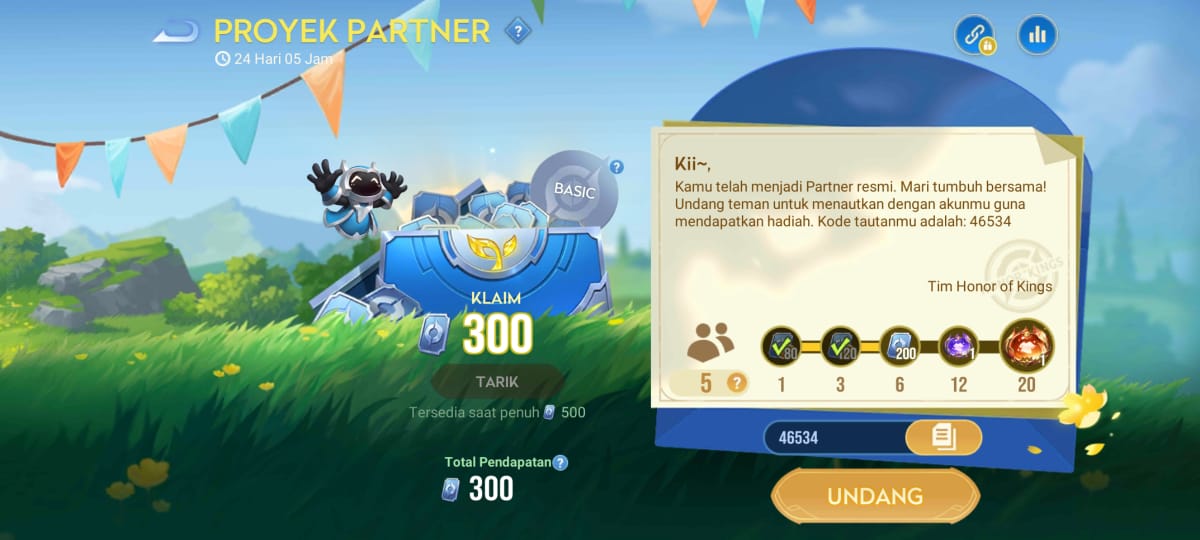 PROYEK PARTNER
?
24 Hari 05 Jam
BASIC
?
KLAIM
300
TARIK
Tersedia saat penuh 500
Total Pendapatan ?
300
Kii~,
Kamu telah menjadi Partner resmi. Mari tumbuh bersama!
Undang teman untuk menautkan dengan akunmu guna
mendapatkan hadiah. Kode tautanmu adalah: 46534
Tim Honor of Kings
80 120 200 1 1
5 ? 1 3 6 12 20
46534
UNDANG